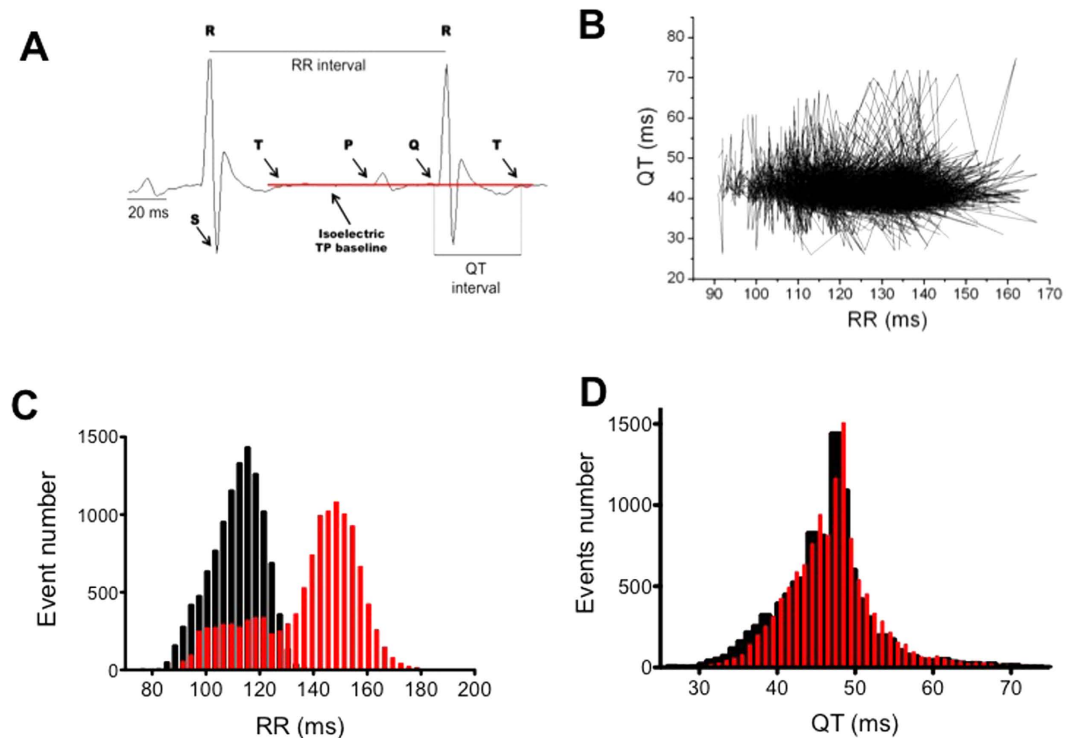 A
R R
RR interval
T P Q T
20 ms
S
Isoelectric
TP baseline
QT
interval
B
QT (ms)
80
70
60
50
40
30
20
90 100 110 120 130 140 150 160 170
RR (ms)
C
Event number
1500
1000
500
0
80 100 120 140 160 180 200
RR (ms)
D
Events number
1500
1000
500
0
30 40 50 60 70
QT (ms)